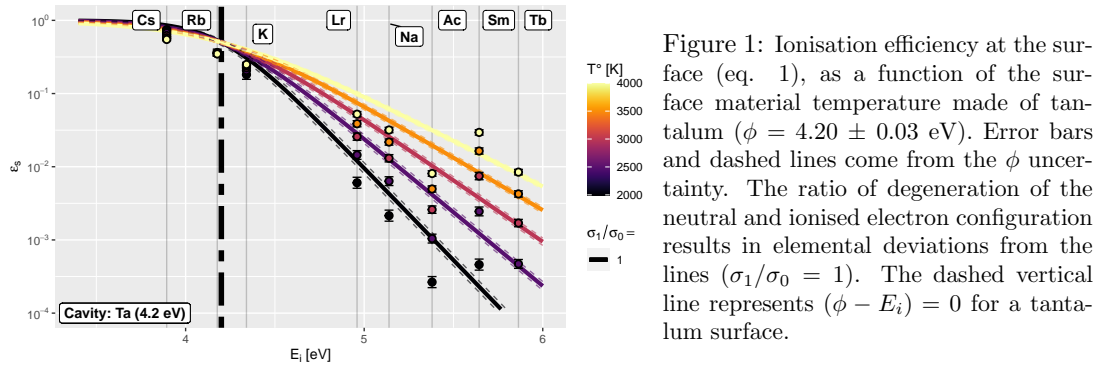 Cs
Rb
K
Lr
Na
Ac
Sm
Tb
10⁰
10⁻¹
10⁻²
10⁻³
10⁻⁴
εs
Cavity: Ta (4.2 eV)
4
5
6
Ei [eV]
T° [K]
4000
3500
3000
2500
2000
σ1/σ0 =
1
Figure 1: Ionisation efficiency at the sur-
face (eq. 1), as a function of the sur-
face material temperature made of tan-
talum (ϕ = 4.20 ± 0.03 eV). Error bars
and dashed lines come from the ϕ uncer-
tainty. The ratio of degeneration of the
neutral and ionised electron configuration
results in elemental deviations from the
lines (σ1/σ0 = 1). The dashed vertical
line represents (ϕ − Ei) = 0 for a tanta-
lum surface.